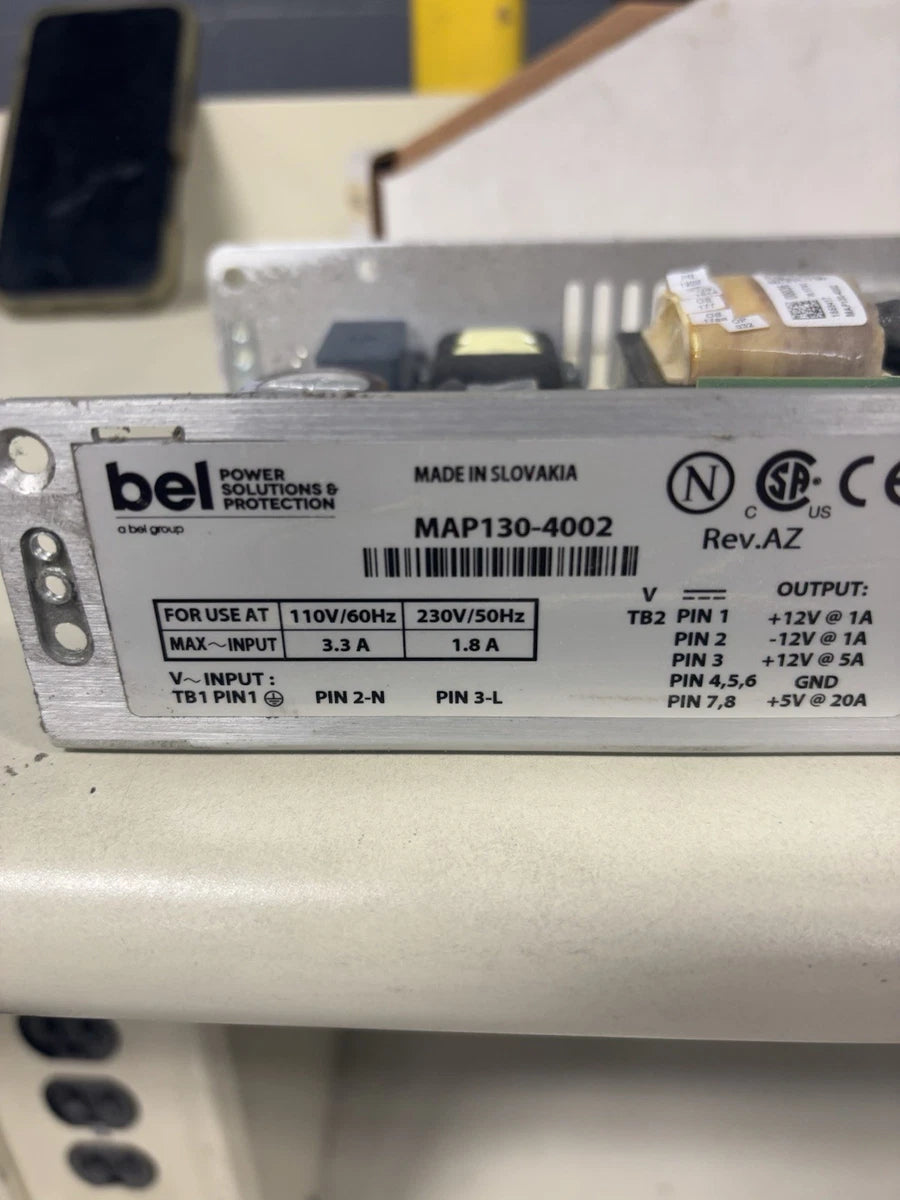 bel POWER SOLUTIONS & PROTECTION
a bel group
MADE IN SLOVAKIA
MAP130-4002
N
C SA US
CE
Rev.AZ
FOR USE AT 110V/60Hz 230V/50Hz
MAX~INPUT 3.3 A 1.8 A
V~INPUT :
TB1 PIN1 PIN 2-N PIN 3-L
V OUTPUT:
TB2 PIN 1 +12V @ 1A
PIN 2 -12V @ 1A
PIN 3 +12V @ 5A
PIN 4,5,6 GND
PIN 7,8 +5V @ 20A